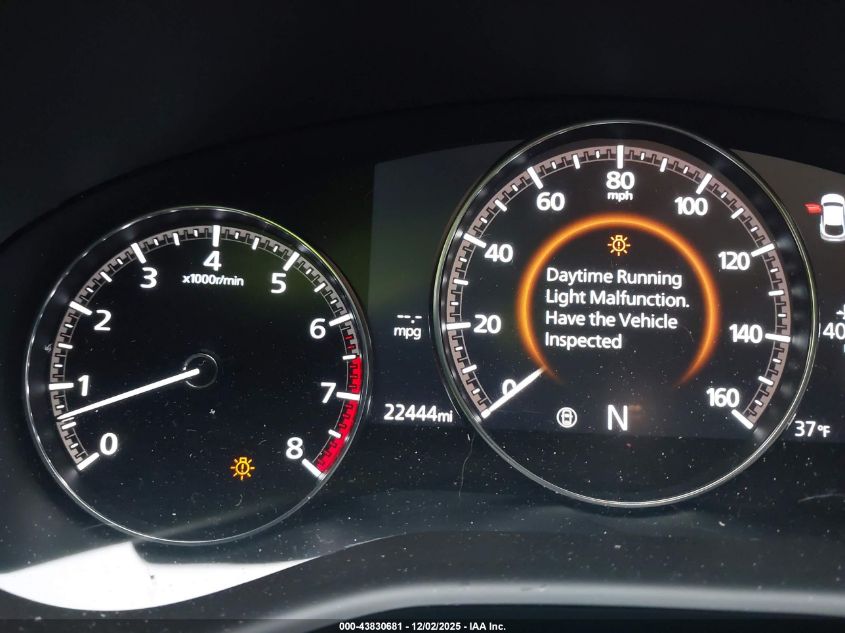 0
1
2
3
4
5
6
7
8
x1000r/min
--.-
mpg
22444mi
0
20
40
60
80
100
120
140
160
mph
Daytime Running
Light Malfunction.
Have the Vehicle
Inspected
N
40
37°F
000-43830681 - 12/02/2025 - IAA Inc.